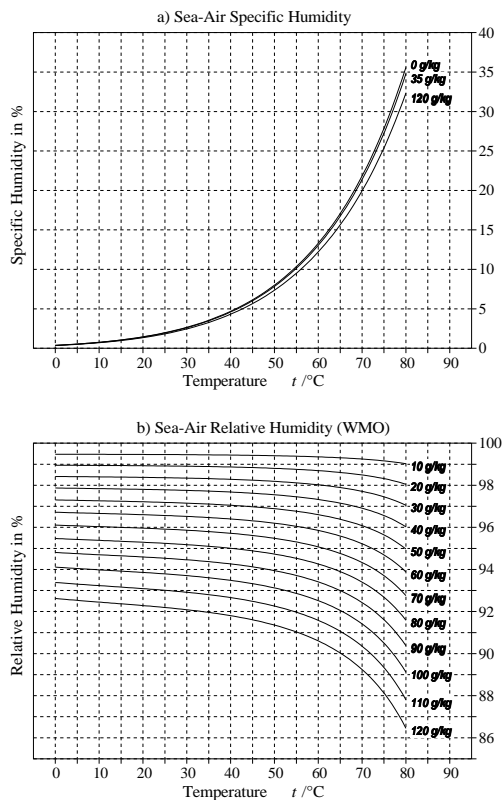 a) Sea-Air Specific Humidity
40
35
30
25
20
15
10
5
0
0 g/kg
35 g/kg
120 g/kg
Specific Humidity in %
0 10 20 30 40 50 60 70 80 90
Temperature t /°C
b) Sea-Air Relative Humidity (WMO)
100
98
96
94
92
90
88
86
10 g/kg
20 g/kg
30 g/kg
40 g/kg
50 g/kg
60 g/kg
70 g/kg
80 g/kg
90 g/kg
100 g/kg
110 g/kg
120 g/kg
Relative Humidity in %
0 10 20 30 40 50 60 70 80 90
Temperature t /°C